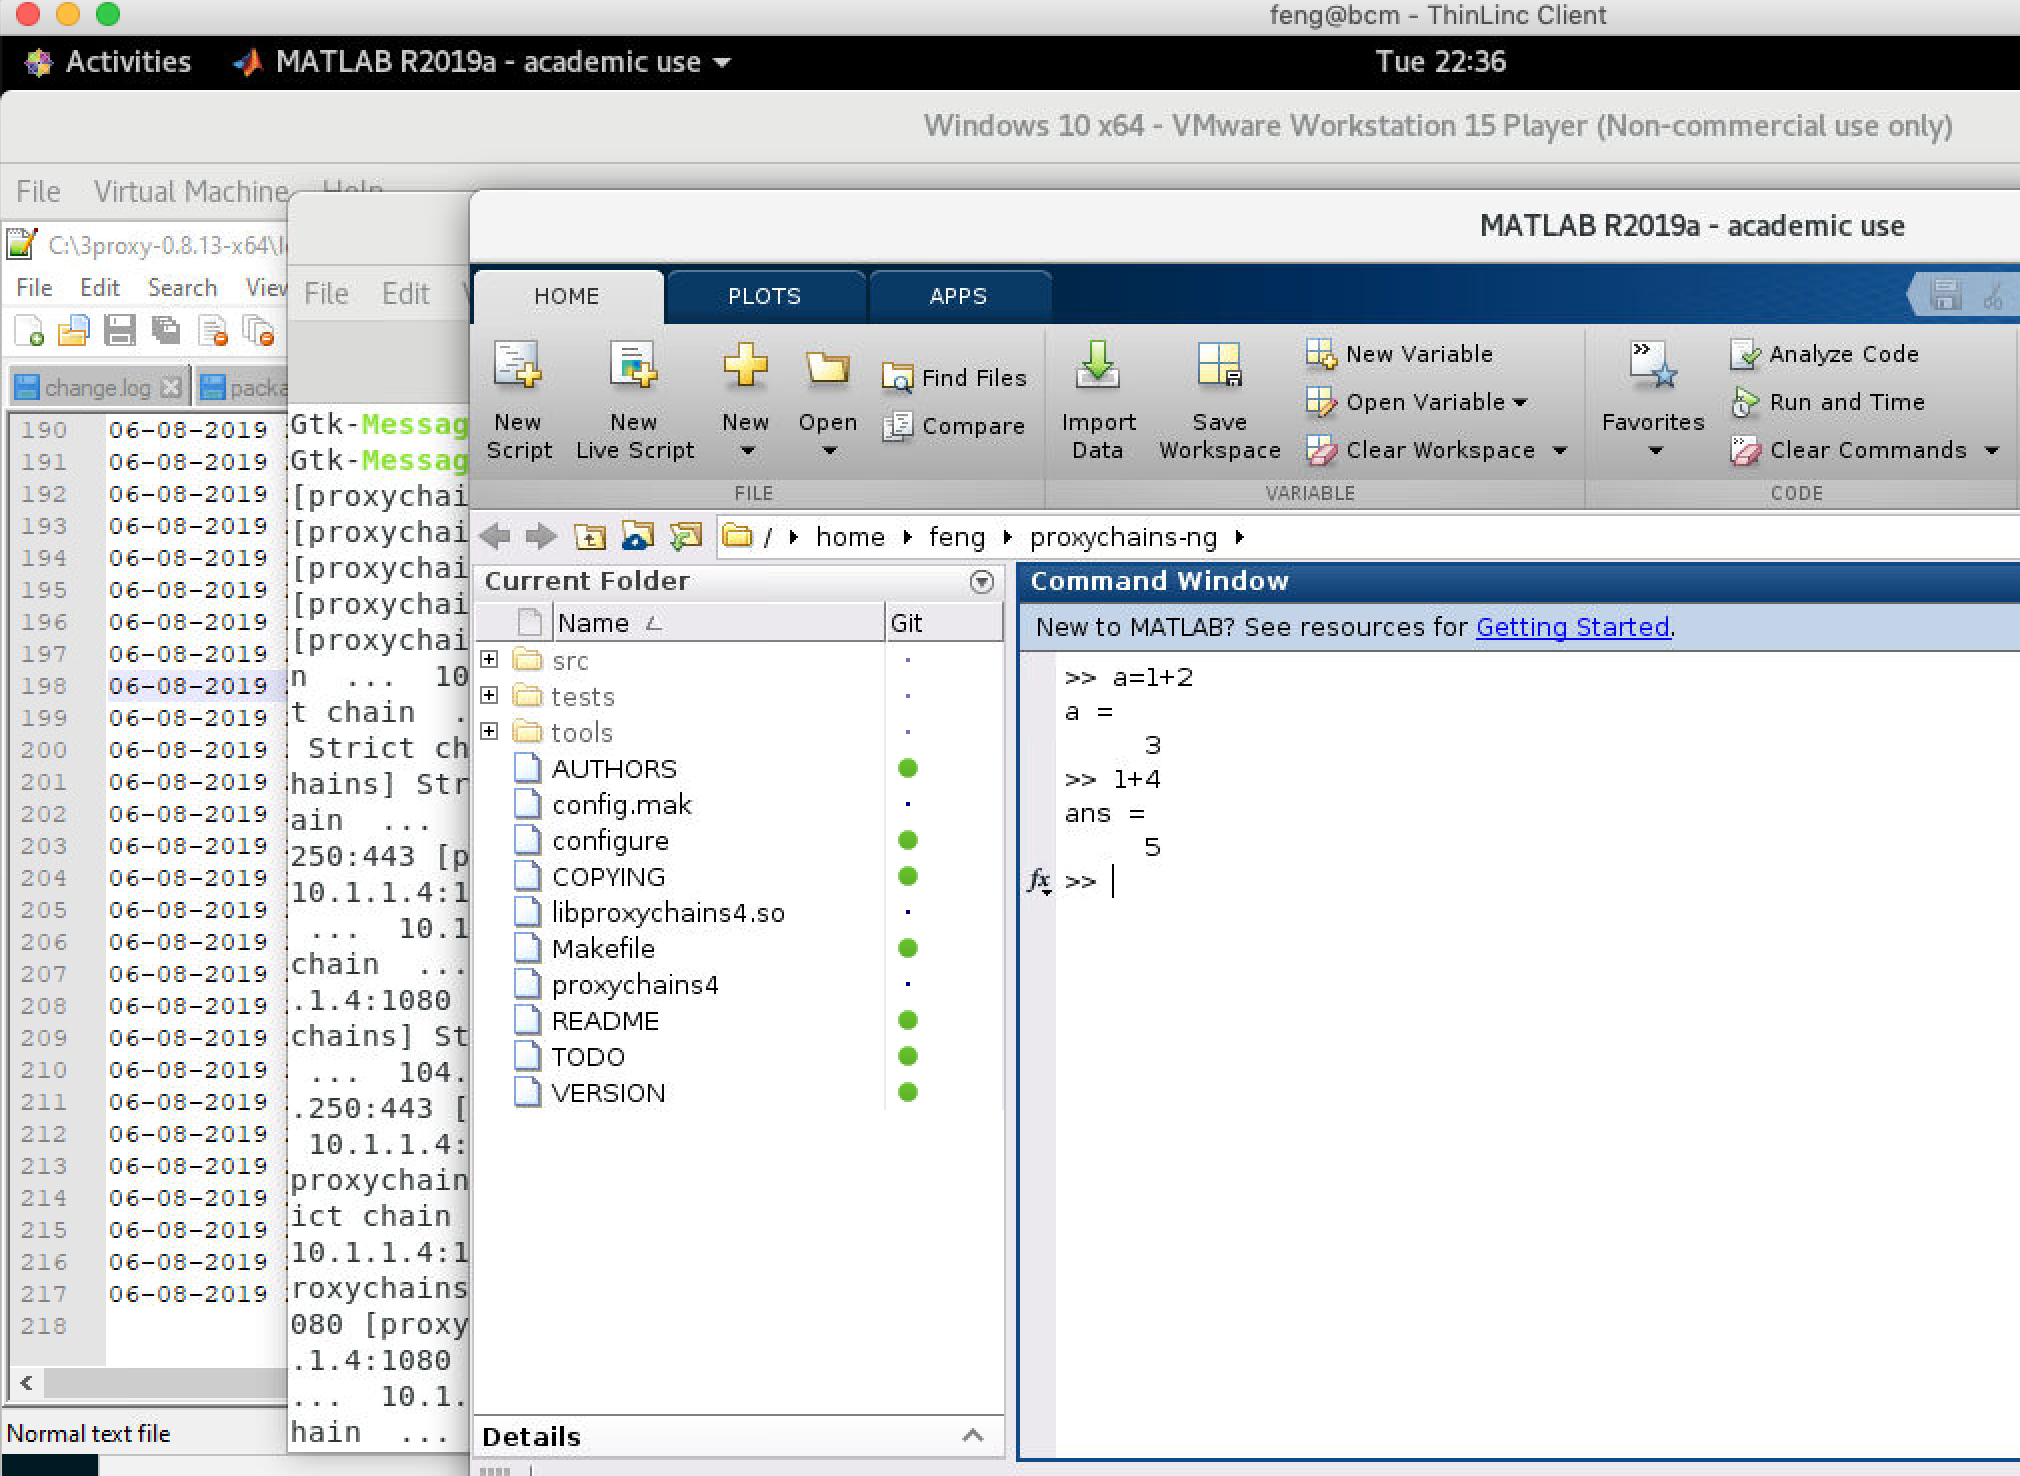 feng@bcm - ThinLinc Client
Activities
MATLAB R2019a - academic use
Tue 22:36
Windows 10 x64 - VMware Workstation 15 Player (Non-commercial use only)
File Virtual Machine Help
C:\3proxy-0.8.13-x64\
File Edit Search View
change.log
190 06-08-2019
191 06-08-2019
192 06-08-2019
193 06-08-2019
194 06-08-2019
195 06-08-2019
196 06-08-2019
197 06-08-2019
198 06-08-2019
199 06-08-2019
200 06-08-2019
201 06-08-2019
202 06-08-2019
203 06-08-2019
204 06-08-2019
205 06-08-2019
206 06-08-2019
207 06-08-2019
208 06-08-2019
209 06-08-2019
210 06-08-2019
211 06-08-2019
212 06-08-2019
213 06-08-2019
214 06-08-2019
215 06-08-2019
216 06-08-2019
217 06-08-2019
218
Normal text file
File Edit
Gtk-Messag
Gtk-Messag
[proxychai
[proxychai
[proxychai
[proxychai
[proxychai
n ... 10
t chain .
Strict ch
hains] Str
ain ...
250:443 [p
10.1.1.4:1
... 10.1
chain ...
.1.4:1080
chains] St
... 104.
.250:443 [
10.1.1.4:
proxychain
ict chain
10.1.1.4:1
roxychains
080 [proxy
.1.4:1080
... 10.1.
hain ...
MATLAB R2019a - academic use
HOME PLOTS APPS
New Script
New Live Script
New
Open
Find Files
Compare
FILE
Import Data
Save Workspace
New Variable
Open Variable
Clear Workspace
VARIABLE
Favorites
Analyze Code
Run and Time
Clear Commands
CODE
/ home feng proxychains-ng
Current Folder
Name Git
src
tests
tools
AUTHORS
config.mak
configure
COPYING
libproxychains4.so
Makefile
proxychains4
README
TODO
VERSION
Details
Command Window
New to MATLAB? See resources for Getting Started.
>> a=1+2
a =
3
>> 1+4
ans =
5
fx >>